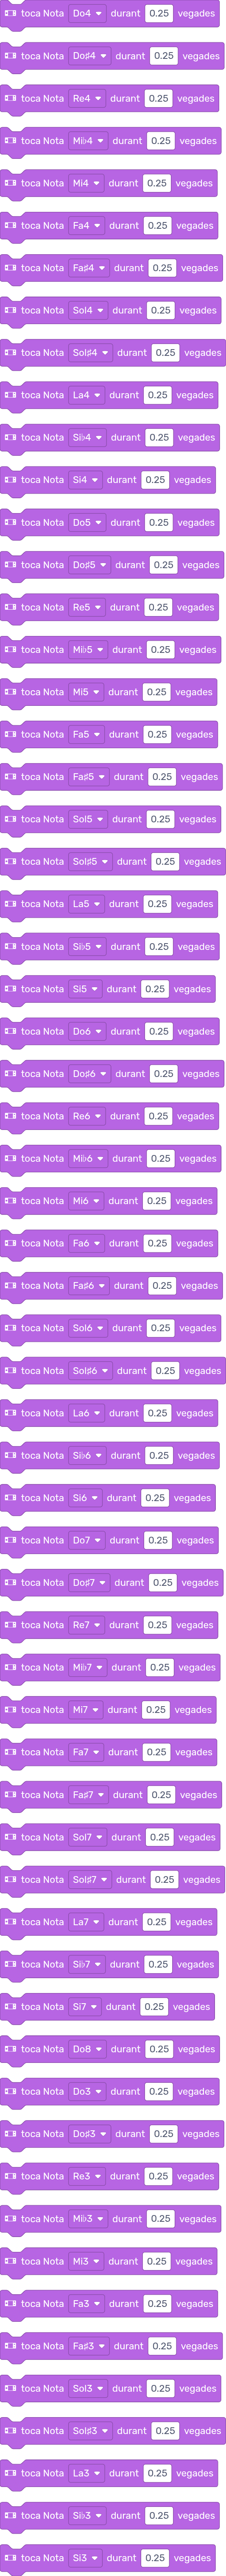 toca Nota Do4 durant 0.25 vegades
toca Nota Do♯4 durant 0.25 vegades
toca Nota Re4 durant 0.25 vegades
toca Nota Mi♭4 durant 0.25 vegades
toca Nota Mi4 durant 0.25 vegades
toca Nota Fa4 durant 0.25 vegades
toca Nota Fa♯4 durant 0.25 vegades
toca Nota Sol4 durant 0.25 vegades
toca Nota Sol♯4 durant 0.25 vegades
toca Nota La4 durant 0.25 vegades
toca Nota Si♭4 durant 0.25 vegades
toca Nota Si4 durant 0.25 vegades
toca Nota Do5 durant 0.25 vegades
toca Nota Do♯5 durant 0.25 vegades
toca Nota Re5 durant 0.25 vegades
toca Nota Mi♭5 durant 0.25 vegades
toca Nota Mi5 durant 0.25 vegades
toca Nota Fa5 durant 0.25 vegades
toca Nota Fa♯5 durant 0.25 vegades
toca Nota Sol5 durant 0.25 vegades
toca Nota Sol♯5 durant 0.25 vegades
toca Nota La5 durant 0.25 vegades
toca Nota Si♭5 durant 0.25 vegades
toca Nota Si5 durant 0.25 vegades
toca Nota Do6 durant 0.25 vegades
toca Nota Do♯6 durant 0.25 vegades
toca Nota Re6 durant 0.25 vegades
toca Nota Mi♭6 durant 0.25 vegades
toca Nota Mi6 durant 0.25 vegades
toca Nota Fa6 durant 0.25 vegades
toca Nota Fa♯6 durant 0.25 vegades
toca Nota Sol6 durant 0.25 vegades
toca Nota Sol♯6 durant 0.25 vegades
toca Nota La6 durant 0.25 vegades
toca Nota Si♭6 durant 0.25 vegades
toca Nota Si6 durant 0.25 vegades
toca Nota Do7 durant 0.25 vegades
toca Nota Do♯7 durant 0.25 vegades
toca Nota Re7 durant 0.25 vegades
toca Nota Mi♭7 durant 0.25 vegades
toca Nota Mi7 durant 0.25 vegades
toca Nota Fa7 durant 0.25 vegades
toca Nota Fa♯7 durant 0.25 vegades
toca Nota Sol7 durant 0.25 vegades
toca Nota Sol♯7 durant 0.25 vegades
toca Nota La7 durant 0.25 vegades
toca Nota Si♭7 durant 0.25 vegades
toca Nota Si7 durant 0.25 vegades
toca Nota Do8 durant 0.25 vegades
toca Nota Do3 durant 0.25 vegades
toca Nota Do♯3 durant 0.25 vegades
toca Nota Re3 durant 0.25 vegades
toca Nota Mi♭3 durant 0.25 vegades
toca Nota Mi3 durant 0.25 vegades
toca Nota Fa3 durant 0.25 vegades
toca Nota Fa♯3 durant 0.25 vegades
toca Nota Sol3 durant 0.25 vegades
toca Nota Sol♯3 durant 0.25 vegades
toca Nota La3 durant 0.25 vegades
toca Nota Si♭3 durant 0.25 vegades
toca Nota Si3 durant 0.25 vegades